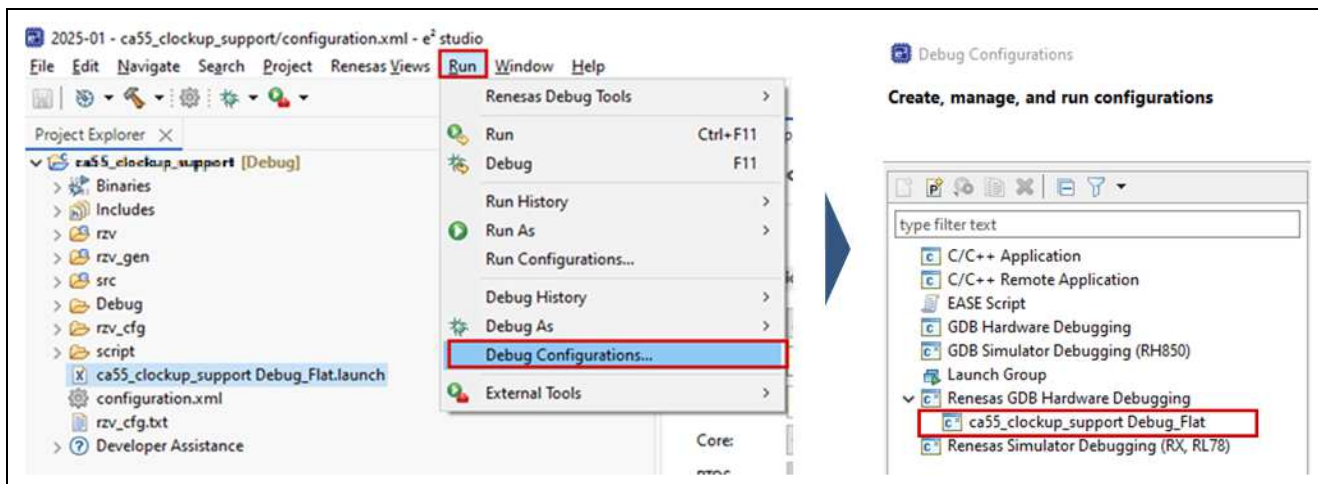 2025-01 - ca55_clockup_support/configuration.xml - e² studio
File Edit Navigate Search Project Renesas Views Run Window Help
Project Explorer
ca55_clockup_support [Debug]
Binaries
Includes
rzv
rzv_gen
src
Debug
rzv_cfg
script
ca55_clockup_support Debug_Flat.launch
configuration.xml
rzv_cfg.txt
Developer Assistance
Renesas Debug Tools
Run Ctrl+F11
Debug F11
Run History
Run As
Run Configurations...
Debug History
Debug As
Debug Configurations...
External Tools
Core:
Debug Configurations
Create, manage, and run configurations
type filter text
C/C++ Application
C/C++ Remote Application
EASE Script
GDB Hardware Debugging
GDB Simulator Debugging (RH850)
Launch Group
Renesas GDB Hardware Debugging
ca55_clockup_support Debug_Flat
Renesas Simulator Debugging (RX, RL78)